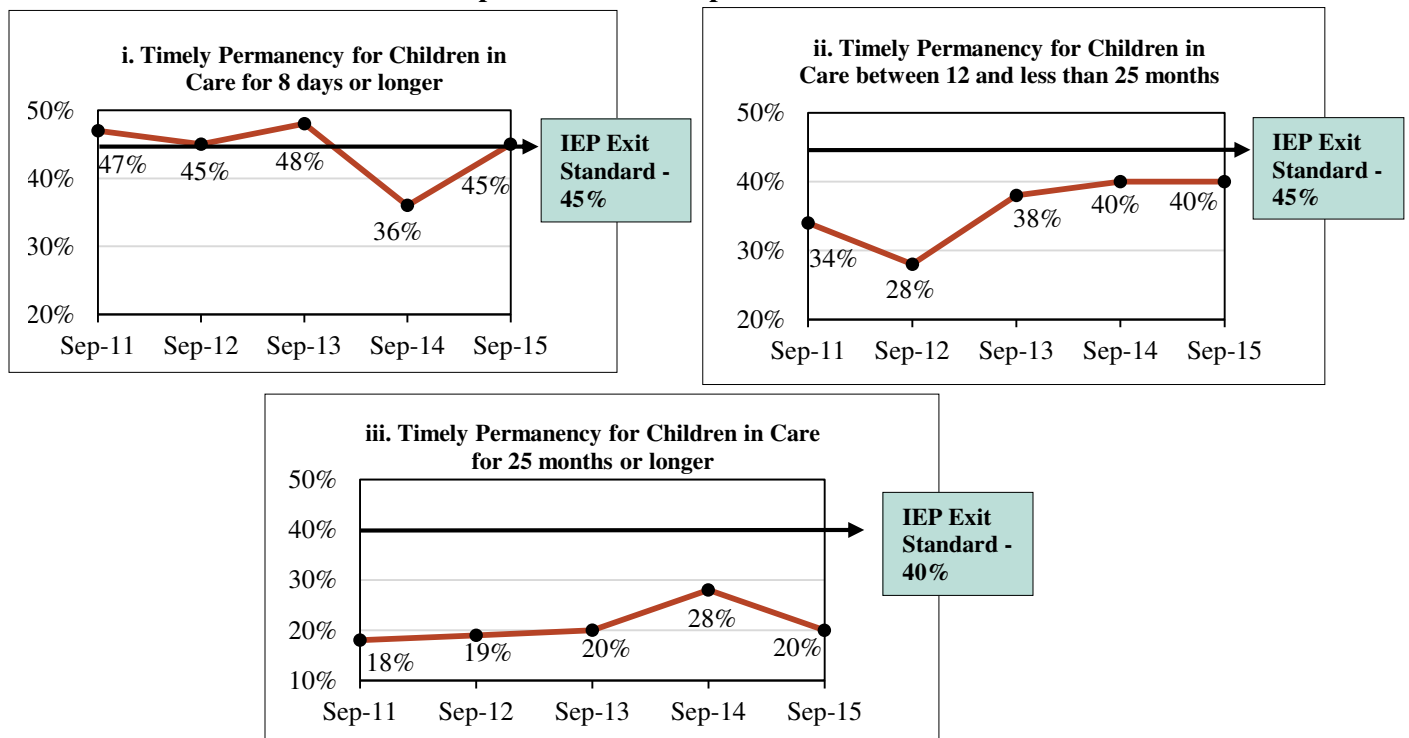 i. Timely Permanency for Children in
Care for 8 days or longer
50%
40%
30%
20%
47%
45%
48%
36%
45%
Sep-11 Sep-12 Sep-13 Sep-14 Sep-15
IEP Exit
Standard -
45%
ii. Timely Permanency for Children in
Care between 12 and less than 25 months
50%
40%
30%
20%
34%
28%
38%
40%
40%
Sep-11 Sep-12 Sep-13 Sep-14 Sep-15
IEP Exit
Standard -
45%
iii. Timely Permanency for Children in Care
for 25 months or longer
50%
40%
30%
20%
10%
18%
19%
20%
28%
20%
Sep-11 Sep-12 Sep-13 Sep-14 Sep-15
IEP Exit
Standard -
40%